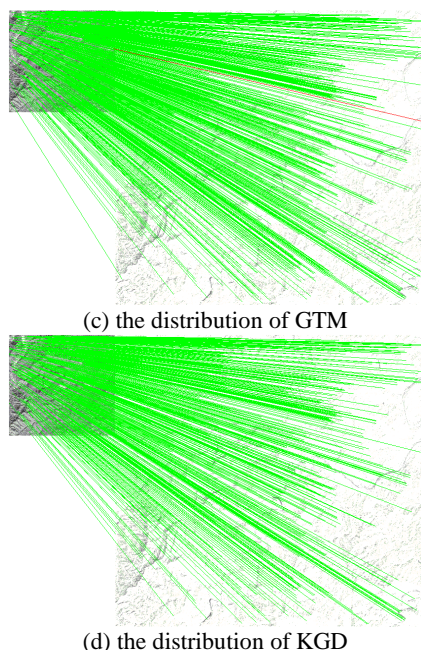 (c) the distribution of GTM
(d) the distribution of KGD